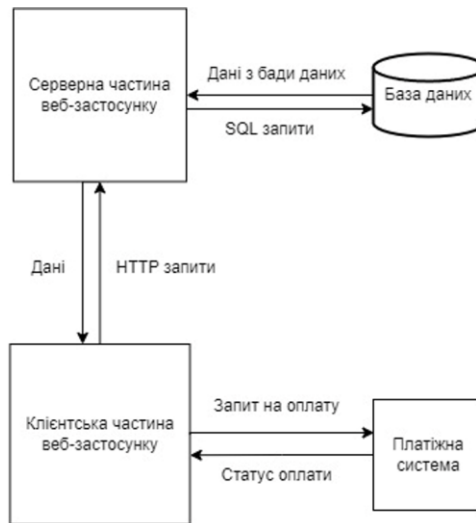 Серверна частина
веб-застосунку
Дані з бади даних
База даних
SQL запити
Дані
HTTP запити
Клієнтська частина
веб-застосунку
Запит на оплату
Платіжна
система
Статус оплати